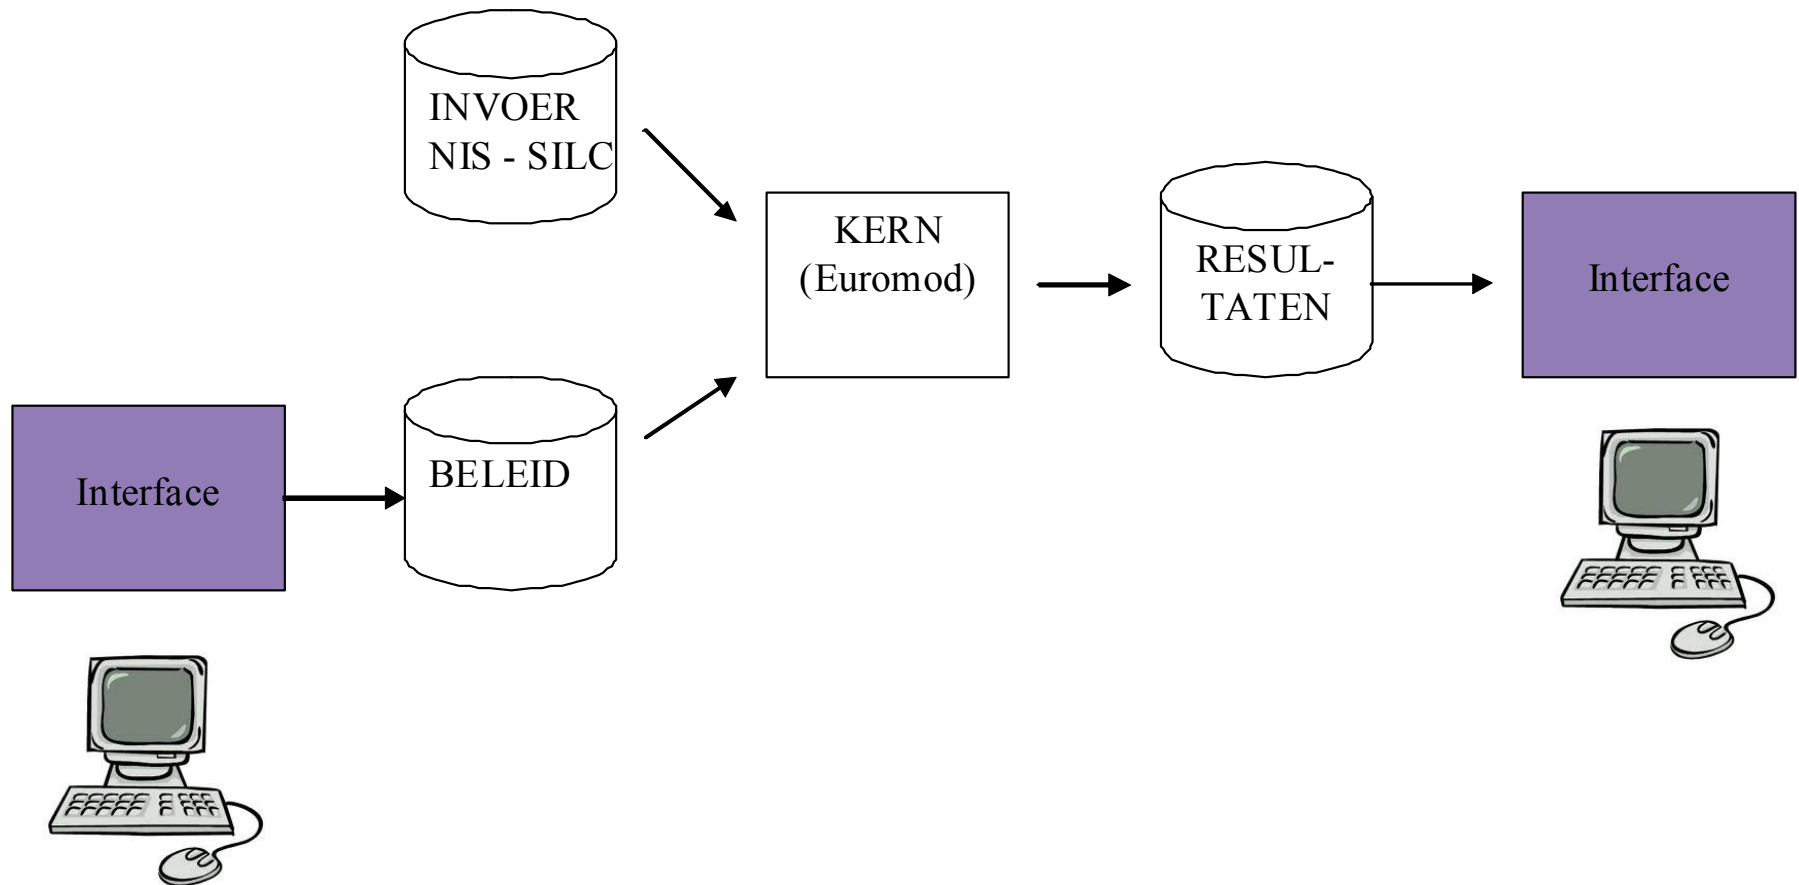 INVOER
NIS - SILC
KERN
(Euromod)
RESUL-
TATEN
Interface
Interface
BELEID